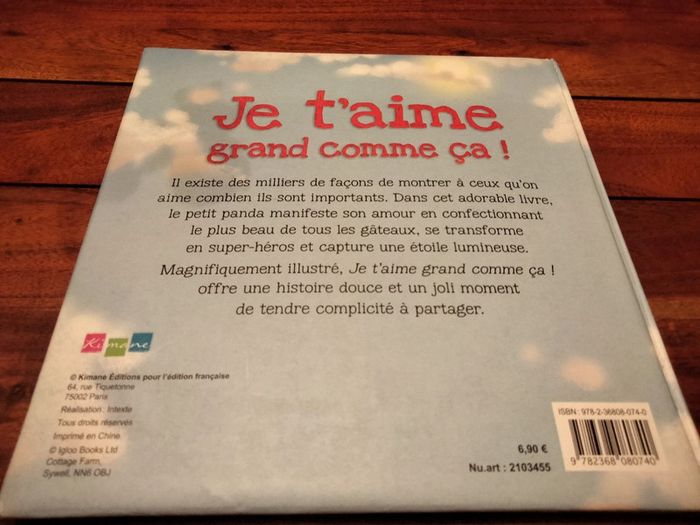 Je t'aime
grand comme ça !
Il existe des milliers de façons de montrer à ceux qu'on
aime combien ils sont importants. Dans cet adorable livre,
le petit panda manifeste son amour en confectionnant
le plus beau de tous les gâteaux, se transforme
en super-héros et capture une étoile lumineuse.
Magnifiquement illustré, Je t'aime grand comme ça !
offre une histoire douce et un joli moment
de tendre complicité à partager.
Kimane
© Kimane Éditions pour l'édition française
64, rue Tiquetonne
75002 Paris
Réalisation : Intexte
Tous droits réservés
Imprimé en Chine
© Igloo Books Ltd
Cottage Farm,
Sywell, NN6 OBJ
6,90 €
Nu.art : 2103455
ISBN : 978-2-36808-074-0
9 782368 080740